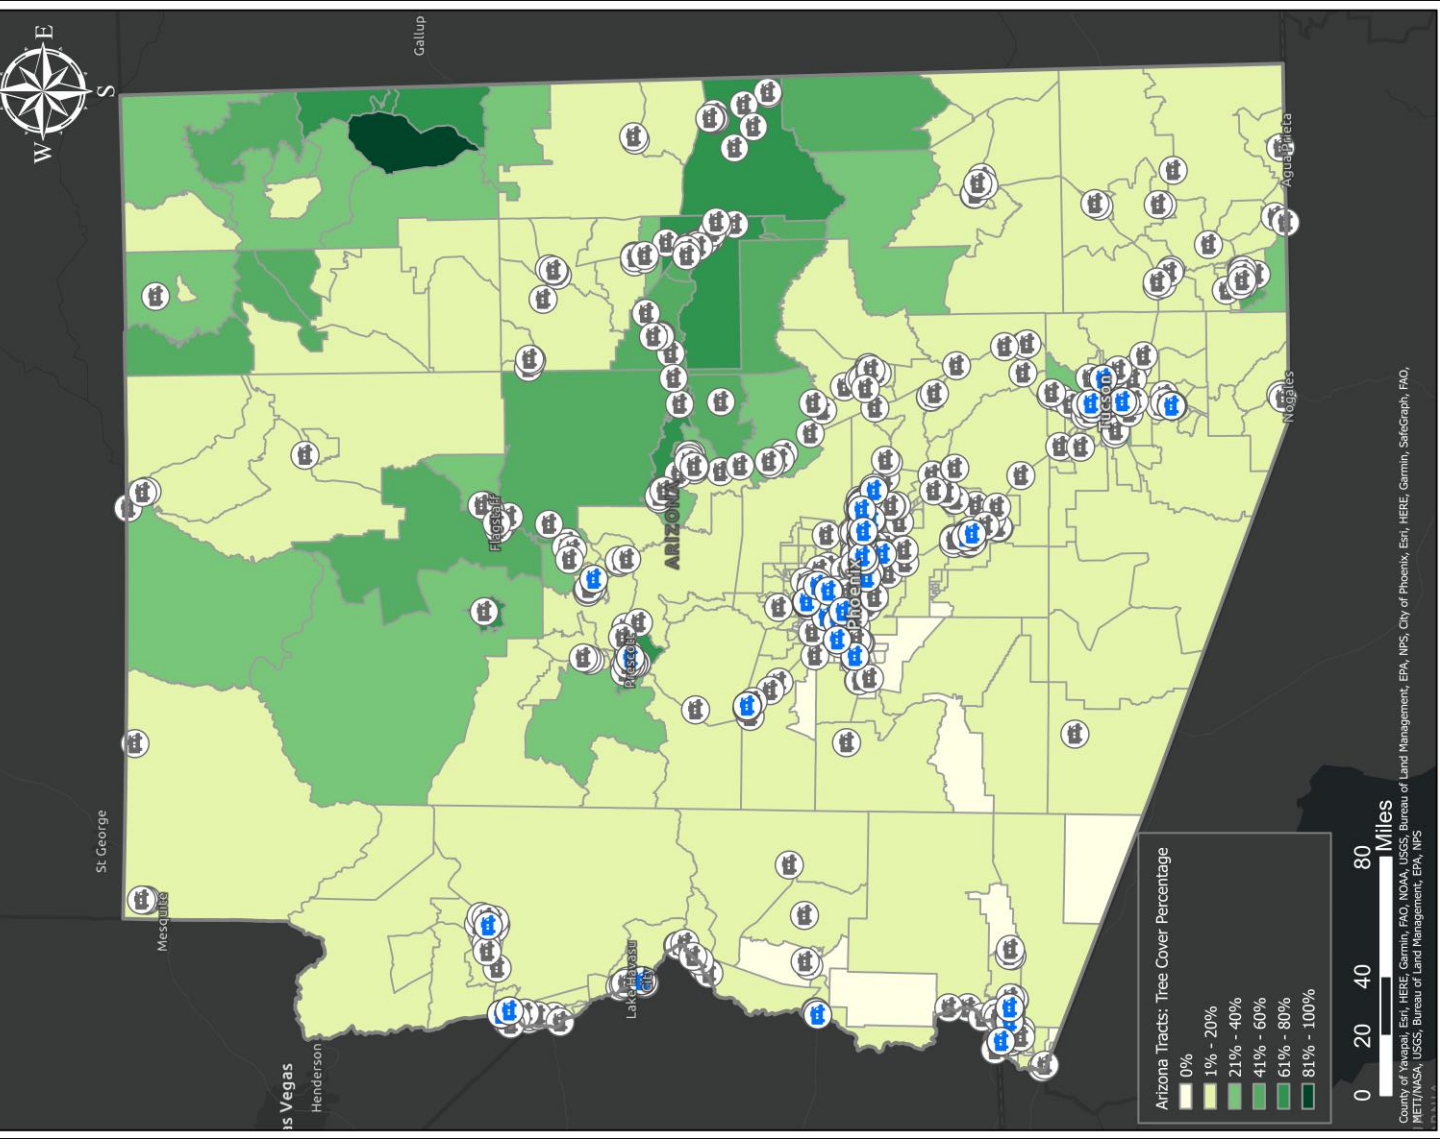 E
S
W
Gallup
St George
Mesquite
as Vegas
Henderson
Flagstaff
ARIZONA
Prescott
Lake Havasu
City
Phoenix
Tucson
Nogales
Agua Prieta
Arizona Tracts: Tree Cover Percentage
0%
1% - 20%
21% - 40%
41% - 60%
61% - 80%
81% - 100%
0 20 40 80
Miles
County of Yavapai, Esri, HERE, Garmin, FAO, NOAA, USGS, Bureau of Land Management, EPA, NPS, City of Phoenix, Esri, HERE, Garmin, SafeGraph, FAO,
METI/NASA, USGS, Bureau of Land Management, EPA, NPS